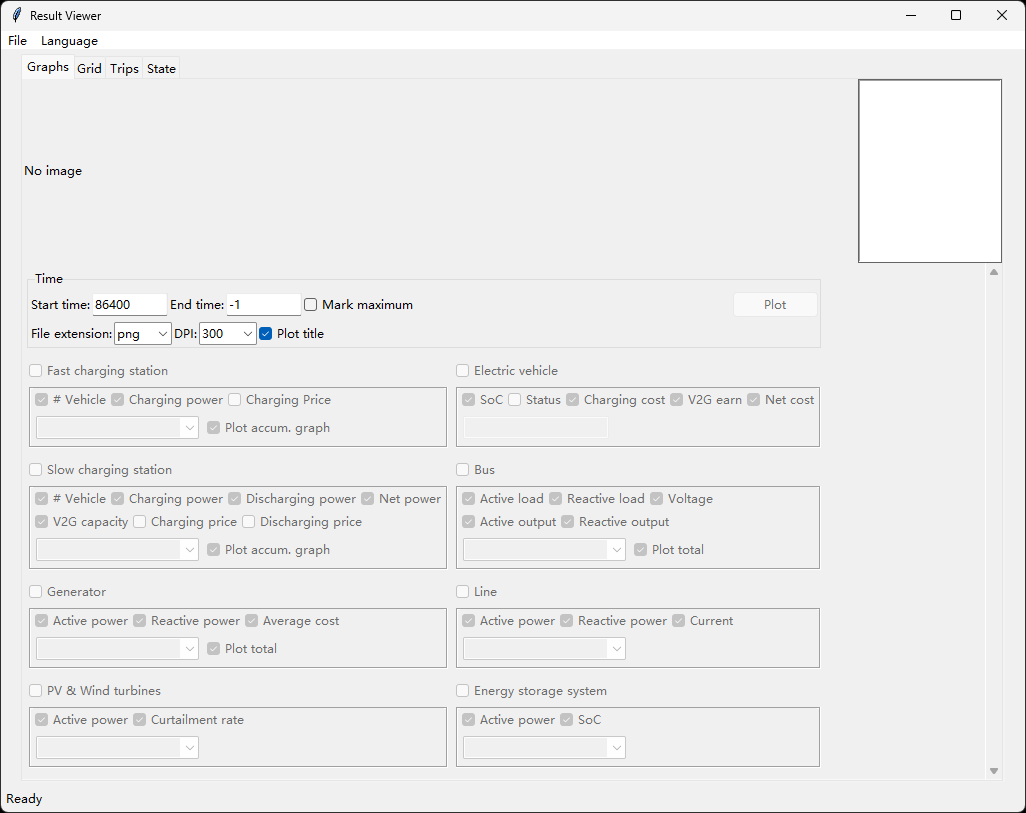 Result Viewer
File Language
Graphs Grid Trips State
No image
Time
Start time: 86400 End time: -1 Mark maximum Plot
File extension: png DPI: 300 Plot title
Fast charging station
# Vehicle Charging power Charging Price
Plot accum. graph
Electric vehicle
SoC Status Charging cost V2G earn Net cost
Slow charging station
# Vehicle Charging power Discharging power Net power
V2G capacity Charging price Discharging price
Plot accum. graph
Bus
Active load Reactive load Voltage
Active output Reactive output
Plot total
Generator
Active power Reactive power Average cost
Plot total
Line
Active power Reactive power Current
PV & Wind turbines
Active power Curtailment rate
Energy storage system
Active power SoC
Ready